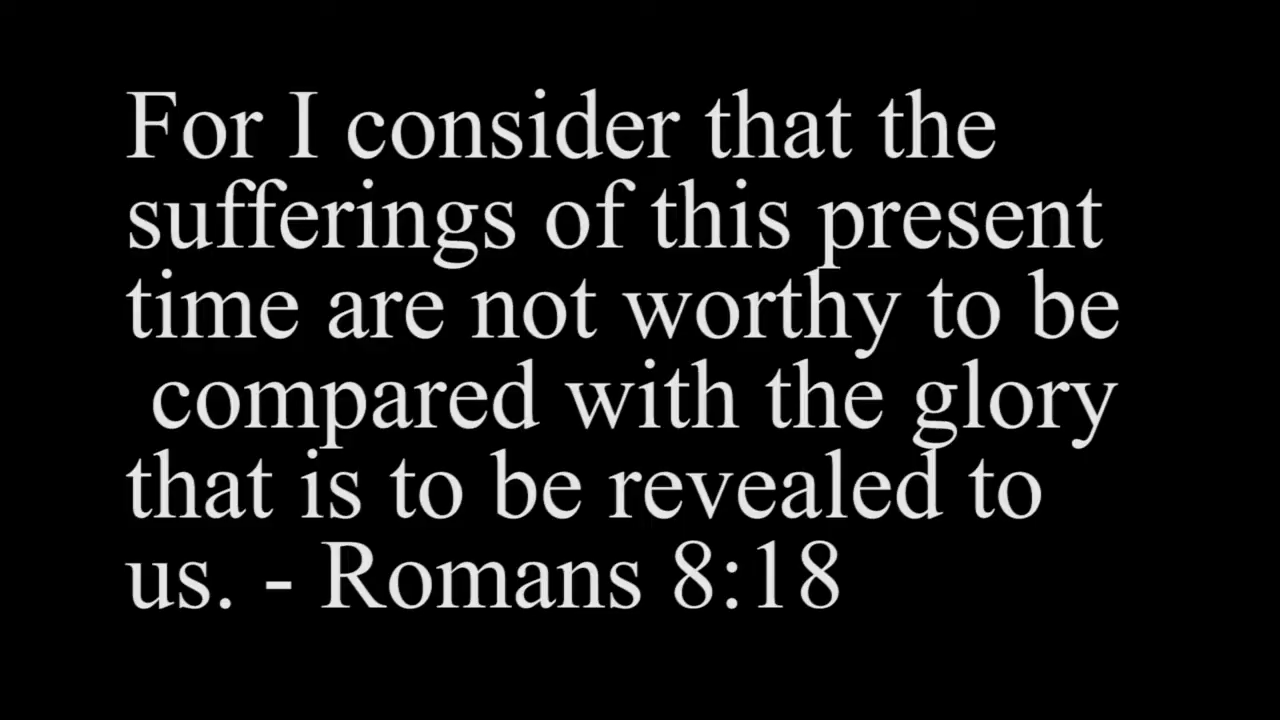 For I consider that the
sufferings of this present
time are not worthy to be
compared with the glory
that is to be revealed to
us. - Romans 8:18